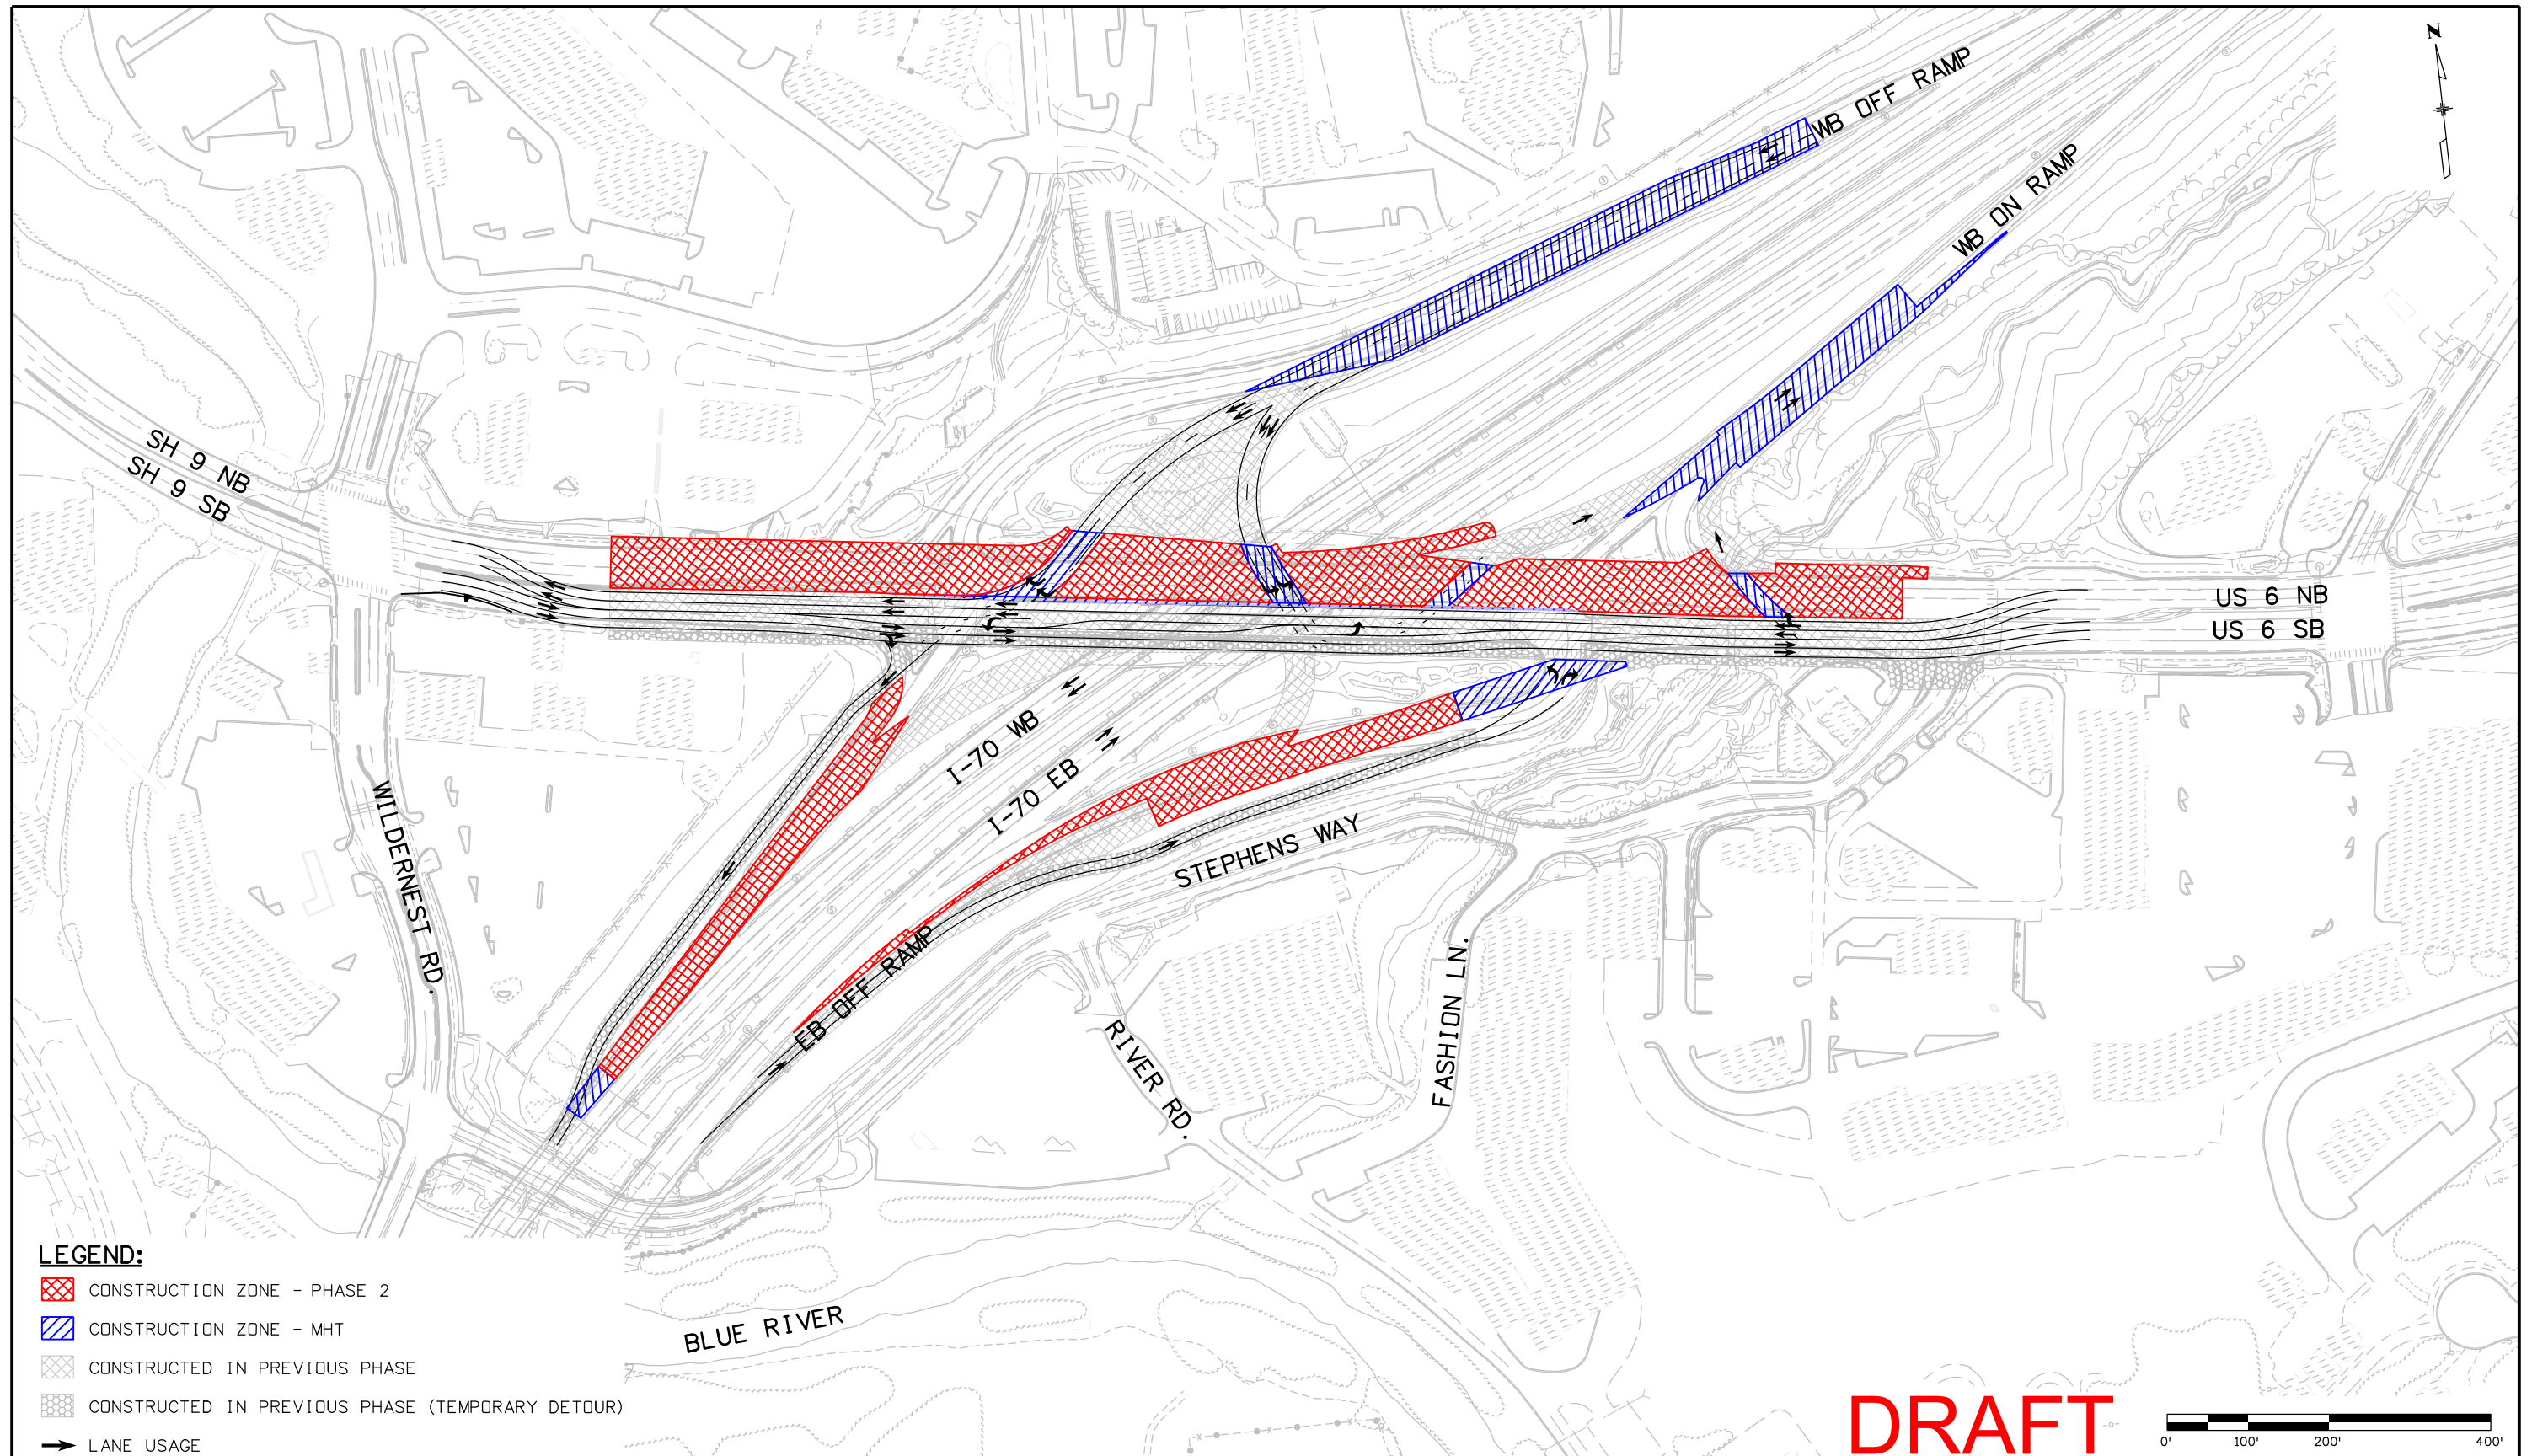 N
WB OFF RAMP
WB ON RAMP
SH 9 NB
SH 9 SB
US 6 NB
US 6 SB
I-70 WB
I-70 EB
WILDERNEST RD.
STEPHENS WAY
EB OFF RAMP
RIVER RD.
FASHION LN.
BLUE RIVER
LEGEND:
CONSTRUCTION ZONE - PHASE 2
CONSTRUCTION ZONE - MHT
CONSTRUCTED IN PREVIOUS PHASE
CONSTRUCTED IN PREVIOUS PHASE (TEMPORARY DETOUR)
LANE USAGE
DRAFT
0' 100' 200' 400'